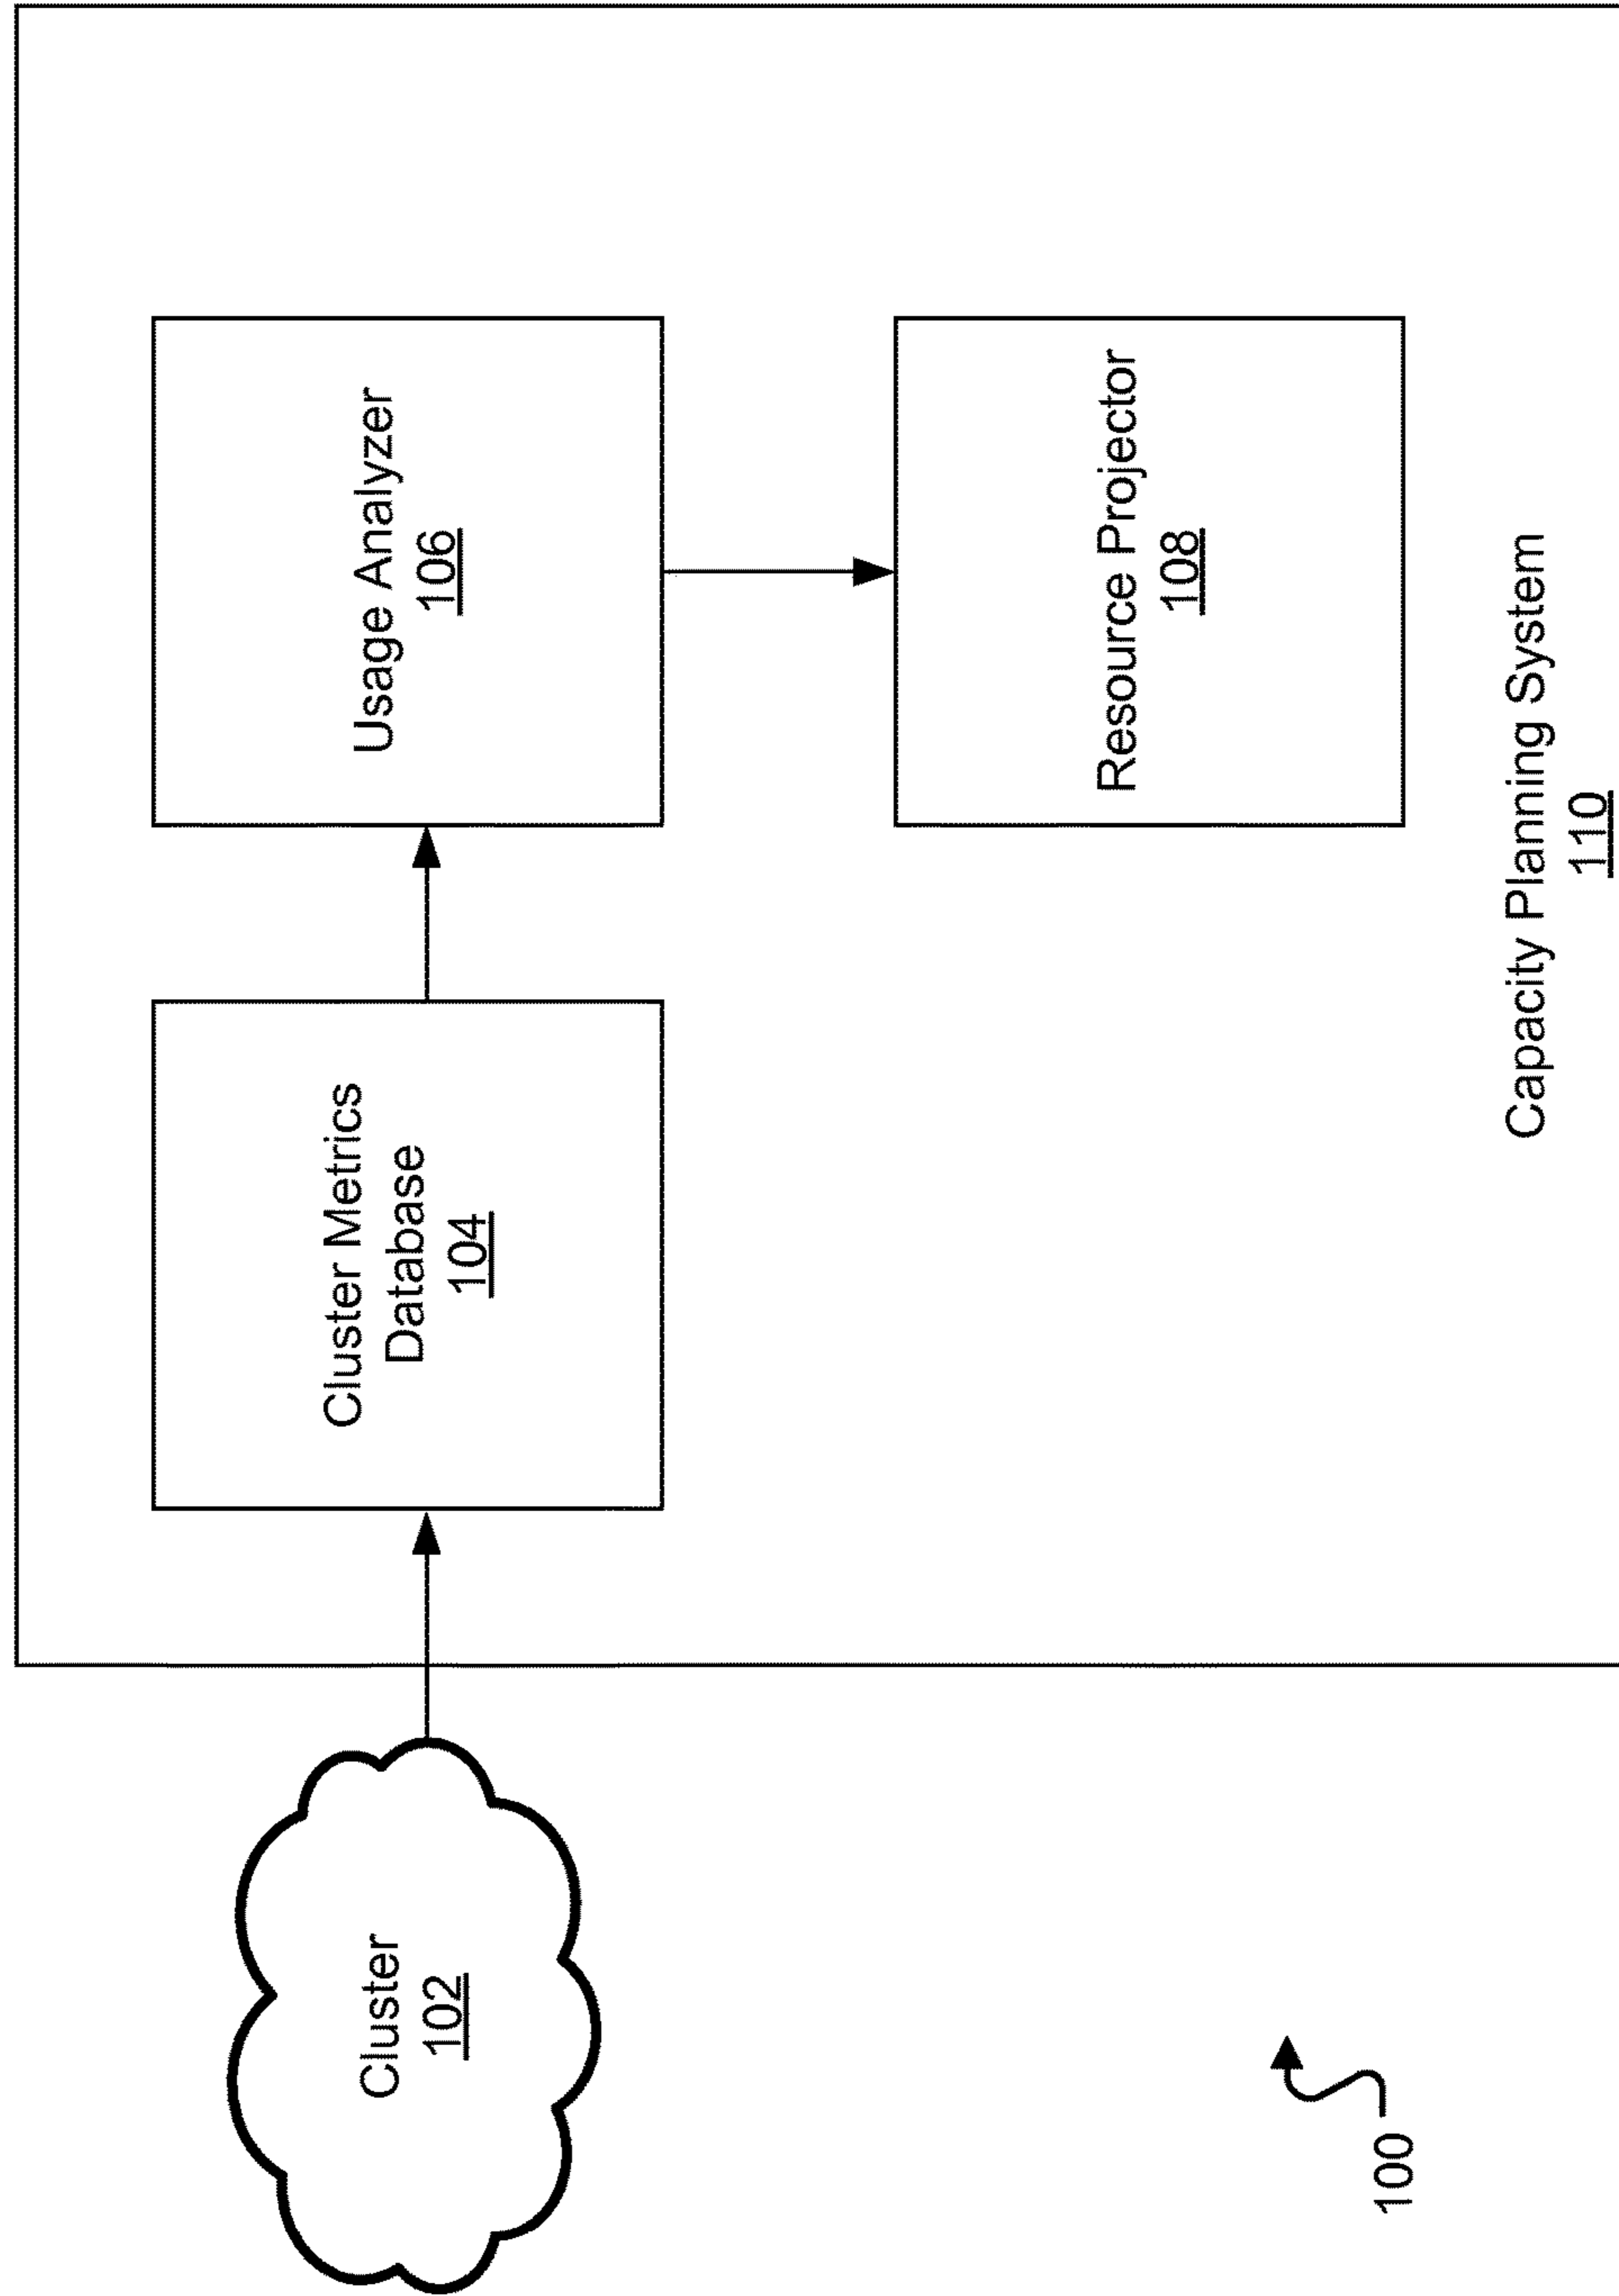 Cluster
102
Cluster Metrics
Database
104
Usage Analyzer
106
Resource Projector
108
Capacity Planning System
110
100